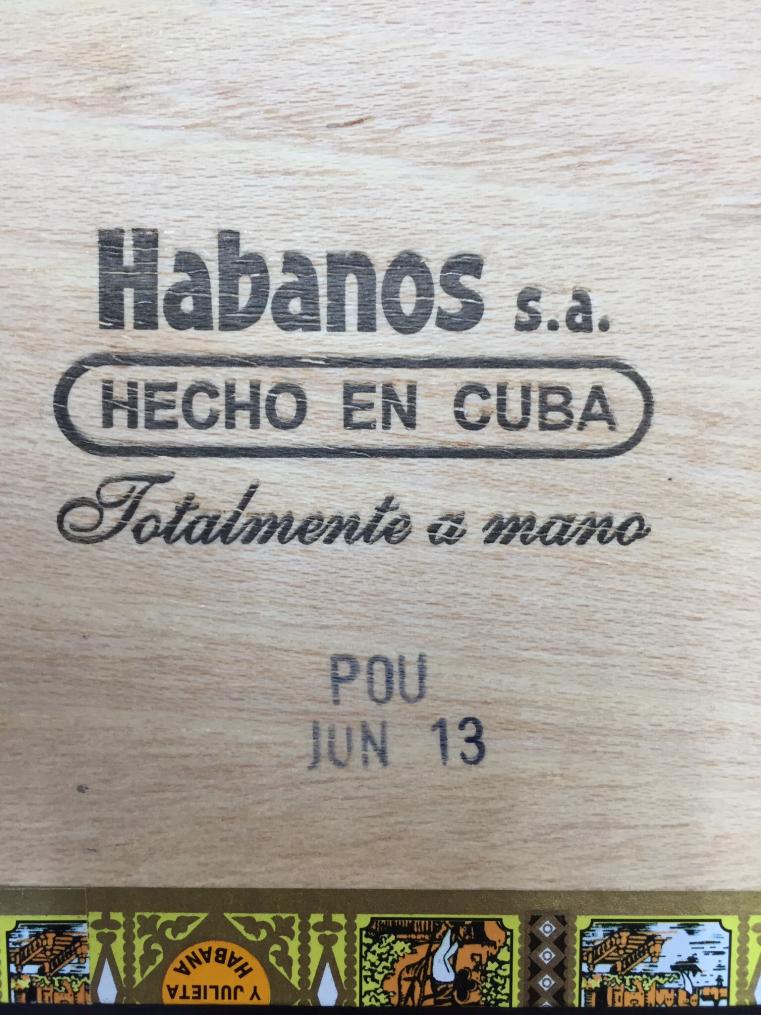 Habanos s.a.
HECHO EN CUBA
Totalmente a mano
POU
JUN 13
Y JULIETA
HABANA